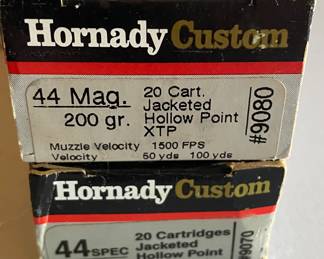 Hornady Custom
44 Mag. 20 Cart.
200 gr. Jacketed
Hollow Point
XTP
Muzzle Velocity 1500 FPS
Velocity 50 yds 100 yds
#9080
Hornady Custom
44 SPEC 20 Cartridges
Jacketed
Hollow Point
#9070